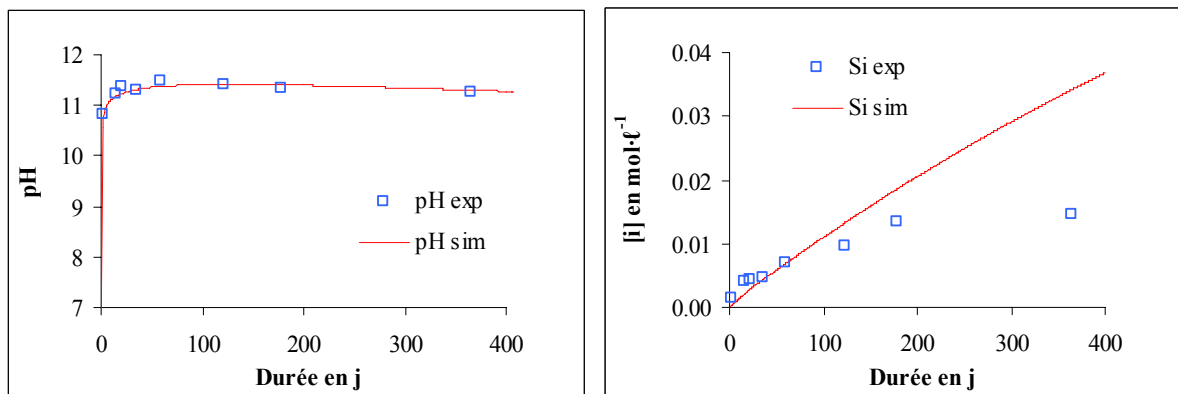 12
11
10
9
8
7
pH
pH exp
pH sim
0
100
200
300
400
Durée en j
0.04
0.03
0.02
0.01
0.00
[i] en mol·ℓ⁻¹
Si exp
Si sim
0
100
200
300
400
Durée en j